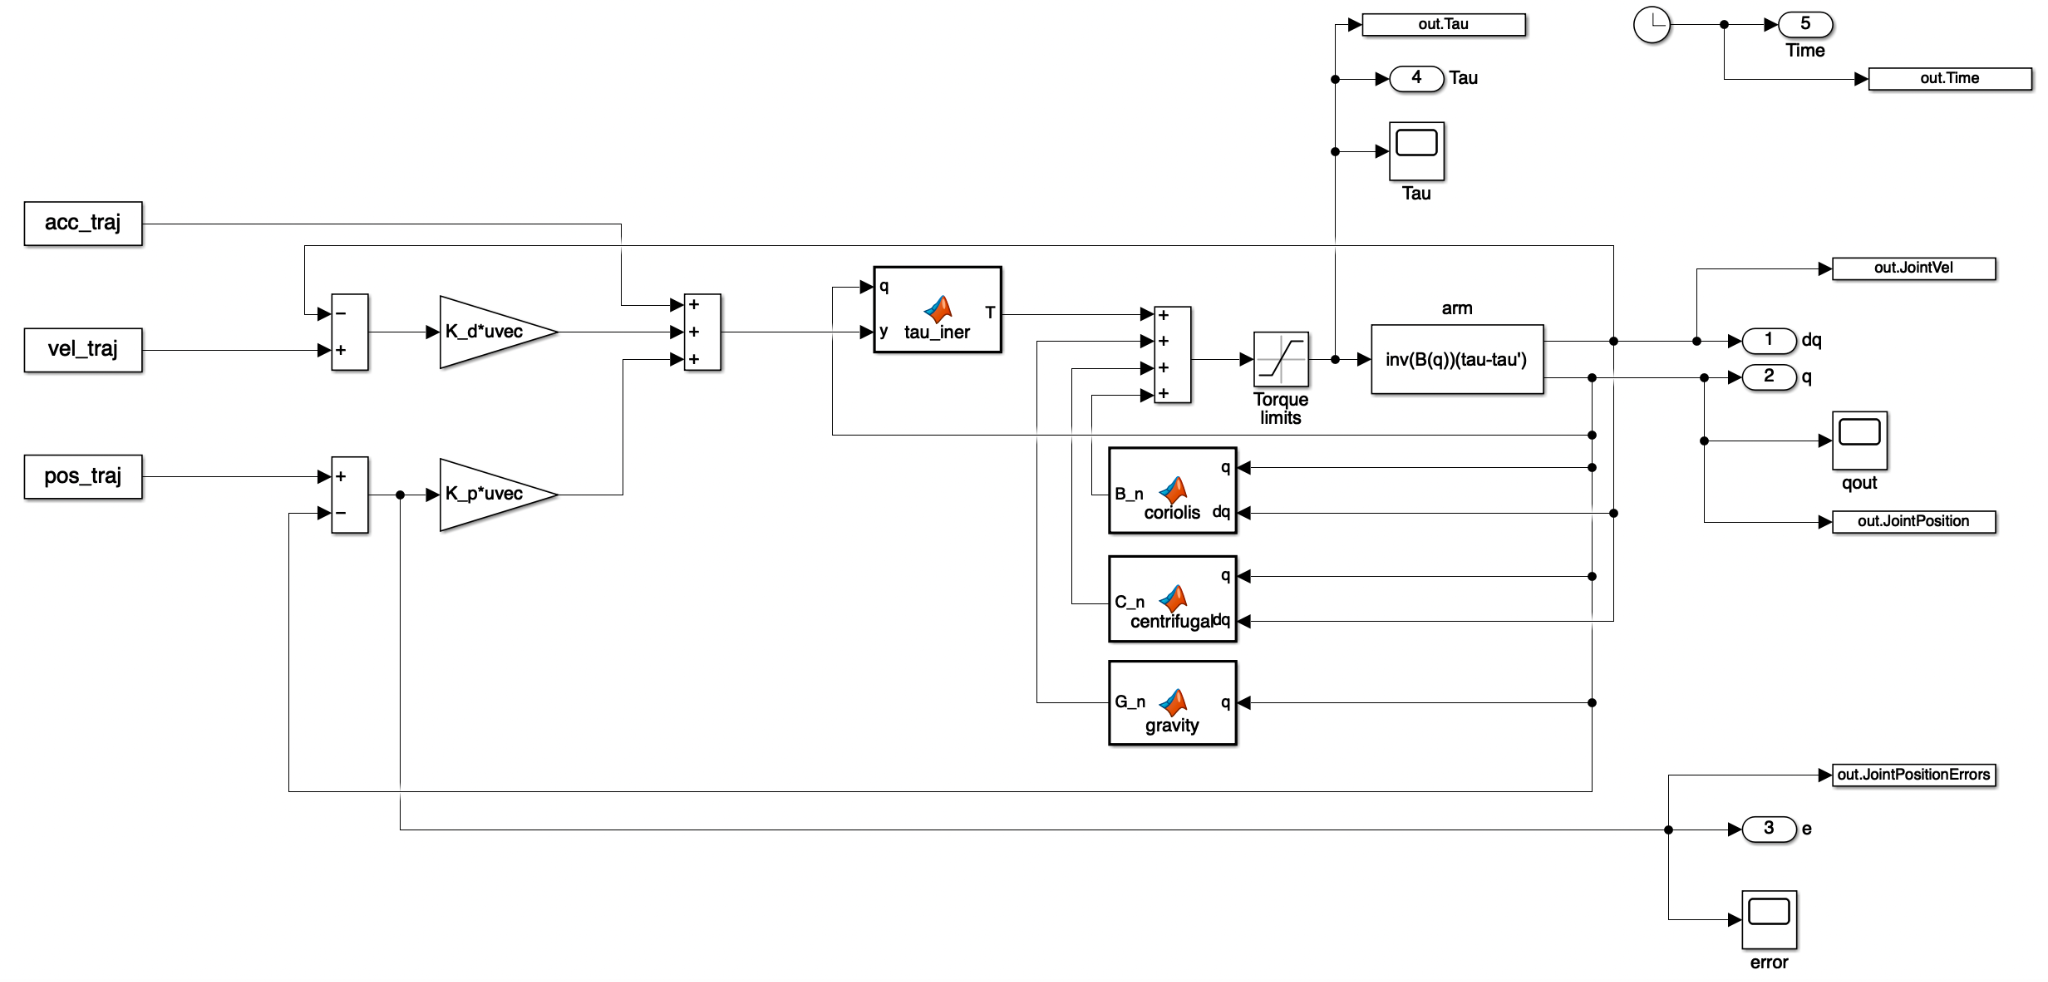 out.Tau
5
Time
4
Tau
out.Time
Tau
acc_traj
out.JointVel
q
T
y
tau_iner
+
+
+
-
+
K_d*uvec
vel_traj
+
+
+
+
Torque
limits
arm
inv(B(q))(tau-tau')
1
dq
2
q
qout
pos_traj
+
-
K_p*uvec
q
B_n
coriolis
dq
out.JointPosition
q
C_n
centrifugal
dq
G_n
gravity
q
out.JointPositionErrors
3
e
error